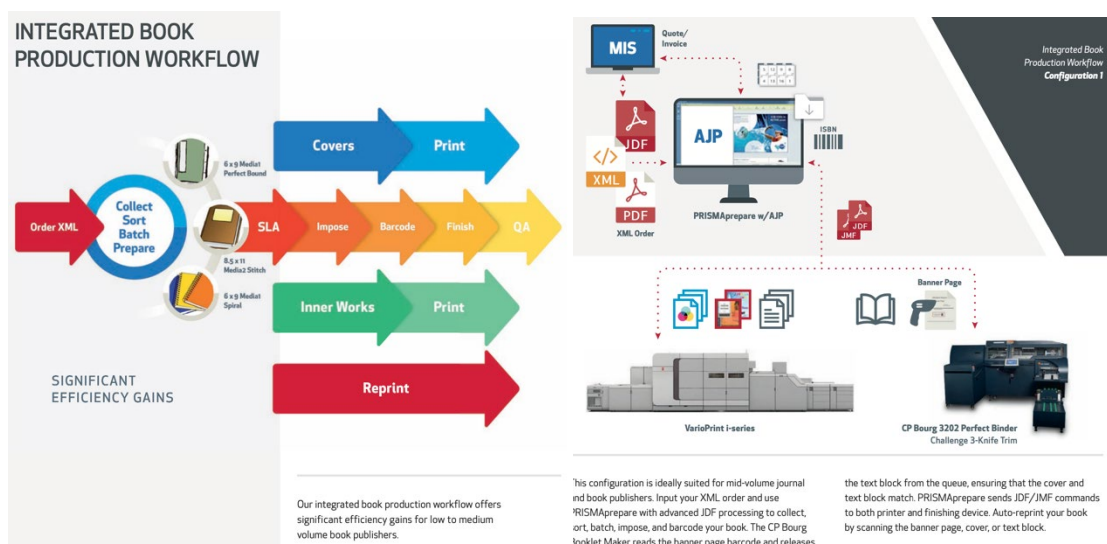 INTEGRATED BOOK
PRODUCTION WORKFLOW
Order XML
Collect
Sort
Batch
Prepare
6 x 9 Media1
Perfect Bound
8.5 x 11
Media2 Stitch
6 x 9 Media1
Spiral
Covers
Print
SLA
Impose
Barcode
Finish
QA
Inner Works
Print
Reprint
SIGNIFICANT
EFFICIENCY GAINS
Our integrated book production workflow offers
significant efficiency gains for low to medium
volume book publishers.
MIS
Quote/
Invoice
Integrated Book
Production Workflow
Configuration 1
JDF
XML
PDF
XML Order
AJP
PRISMAprepare w/AJP
ISBN
JDF
JMF
Banner Page
VarioPrint i-series
CP Bourg 3202 Perfect Binder
Challenge 3-Knife Trim
This configuration is ideally suited for mid-volume journal
and book publishers. Input your XML order and use
PRISMAprepare with advanced JDF processing to collect,
sort, batch, impose, and barcode your book. The CP Bourg
Booklet Maker reads the banner page barcode and releases
the text block from the queue, ensuring that the cover and
text block match. PRISMAprepare sends JDF/JMF commands
to both printer and finishing device. Auto-reprint your book
by scanning the banner page, cover, or text block.